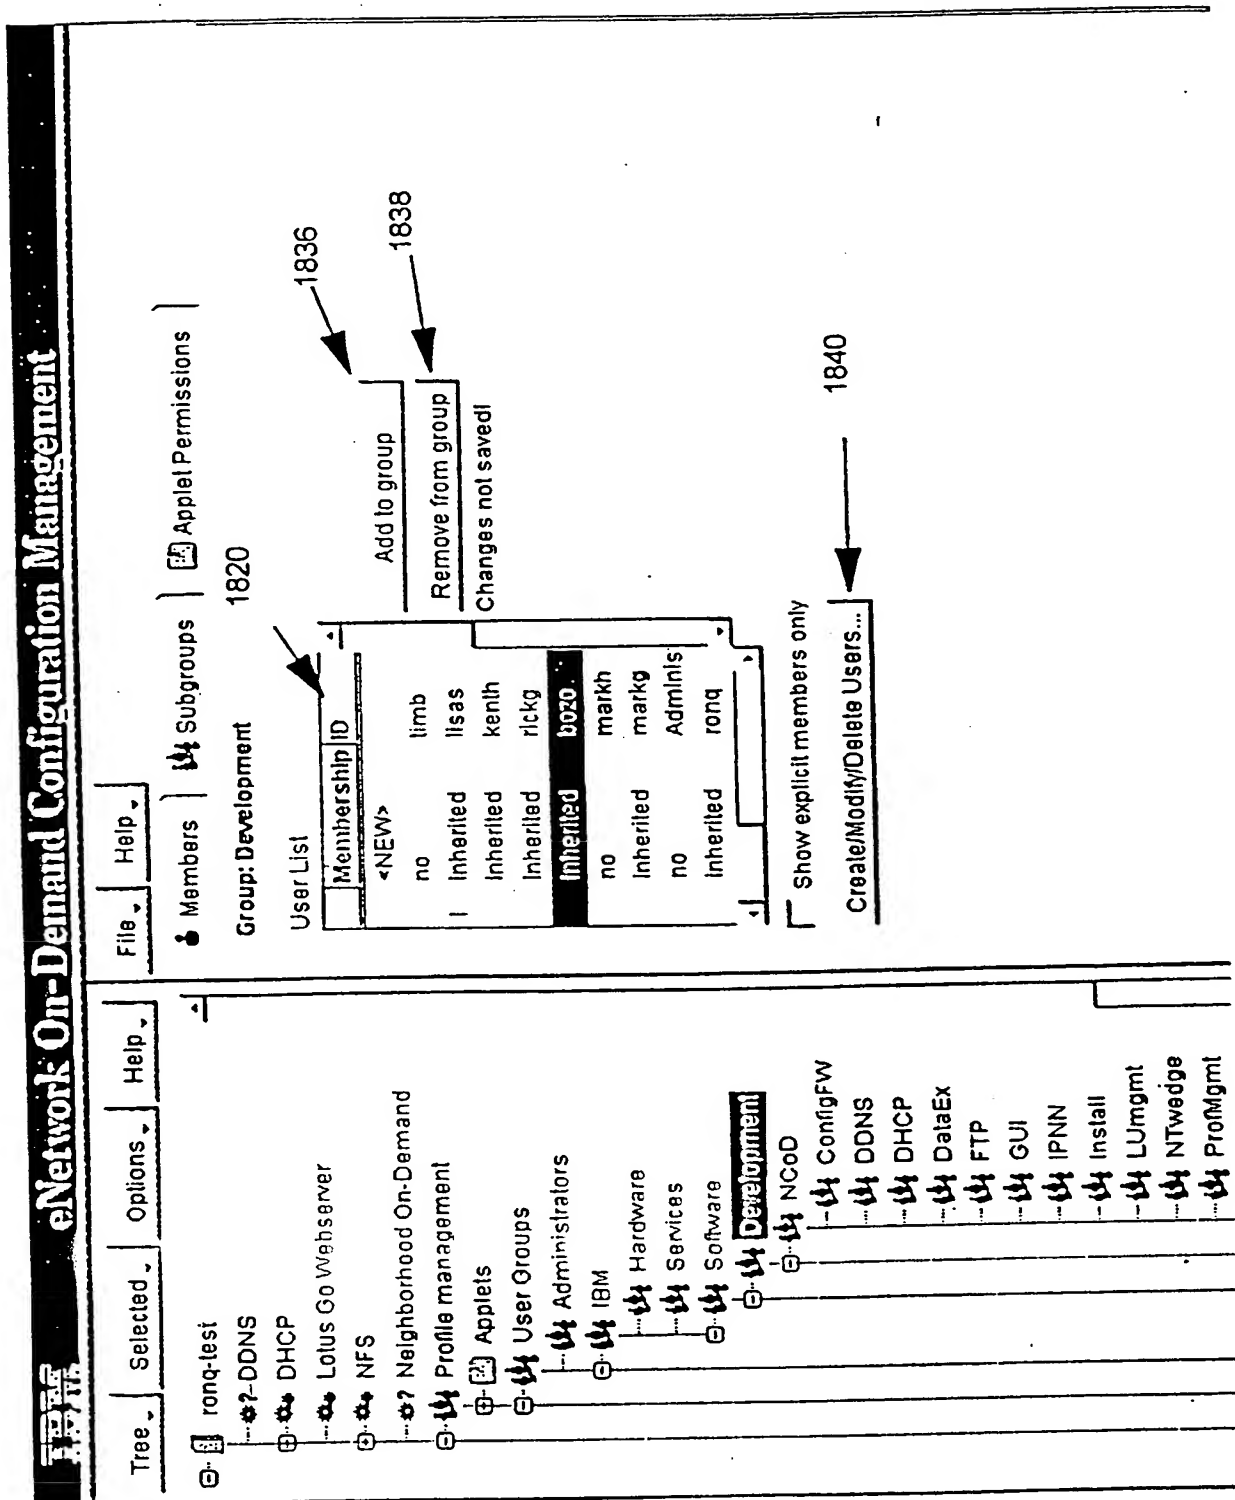 IBM eNetwork On-Demand Configuration Management
Tree Selected Options Help
ronq-test
DDNS
DHCP
Lotus Go Webserver
NFS
Neighborhood On-Demand
Profile management
Applets
User Groups
Administrators
IBM
Hardware
Services
Software
Development
NCoD
ConfigFW
DDNS
DHCP
DataEx
FTP
GUI
IPNN
Install
LUmgmt
NTwedge
ProfMgmt
File Help
Members Subgroups Applet Permissions
Group: Development
1820
User List
Membership ID
<NEW>
no timb
Inherited lisas
Inherited kenth
Inherited rickg
Inherited bozo
no markh
Inherited markg
no Adminis
Inherited ronq
Add to group
1836
Remove from group
1838
Changes not saved!
Show explicit members only
Create/Modify/Delete Users...
1840